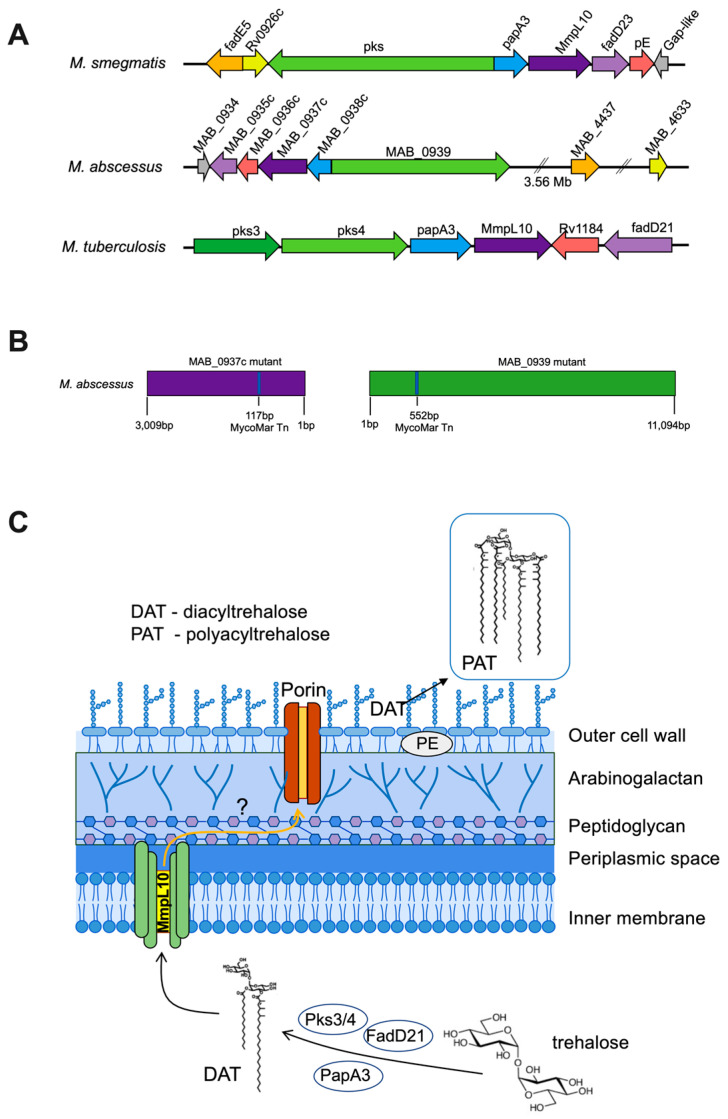 A
fadE5
Rv0926c
pks
papA3
MmpL10
fadD23
pE
Gap-like
M. smegmatis
MAB_0934
MAB_0935c
MAB_0936c
MAB_0937c
MAB_0938c
MAB_0939
MAB_4437
MAB_4633
M. abscessus
3.56 Mb
pks3
pks4
papA3
MmpL10
Rv1184
fadD21
M. tuberculosis
B
MAB_0937c mutant
MAB_0939 mutant
M. abscessus
3,009bp
117bp
MycoMar Tn
1bp
1bp
552bp
MycoMar Tn
11,094bp
C
DAT - diacyltrehalose
PAT - polyacyltrehalose
PAT
Porin
DAT
PE
Outer cell wall
Arabinogalactan
?
Peptidoglycan
Periplasmic space
MmpL10
Inner membrane
Pks3/4
FadD21
PapA3
DAT
trehalose